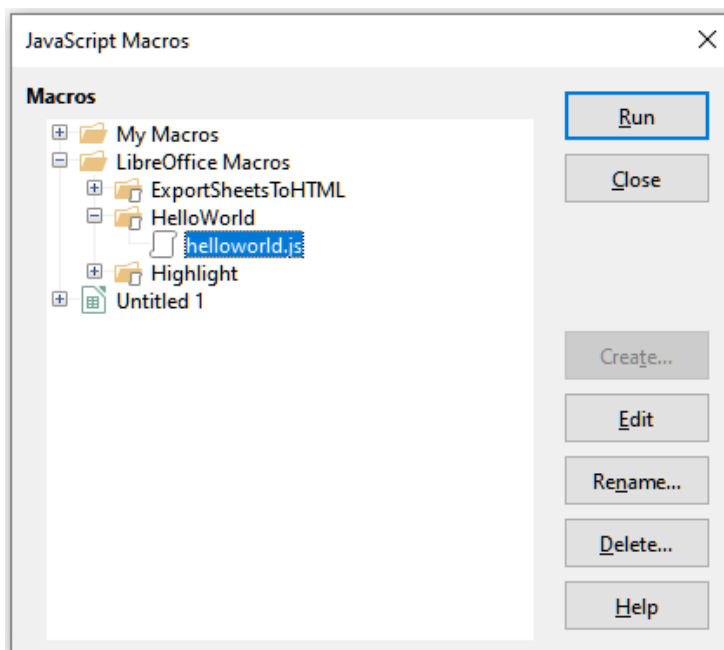 JavaScript Macros
Macros
My Macros
LibreOffice Macros
ExportSheetsToHTML
HelloWorld
helloworld.js
Highlight
Untitled 1
Run
Close
Create...
Edit
Rename...
Delete...
Help